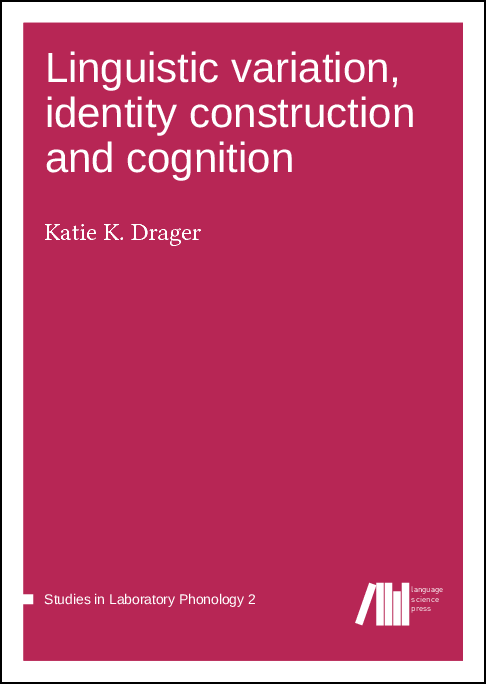 Linguistic variation,
identity construction
and cognition
Katie K. Drager
Studies in Laboratory Phonology 2
language
science
press